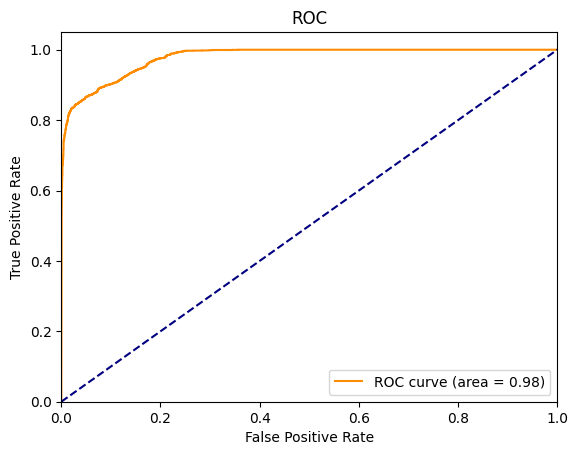 ROC
1.0
0.8
0.6
0.4
0.2
0.0
True Positive Rate
0.0 0.2 0.4 0.6 0.8 1.0
False Positive Rate
ROC curve (area = 0.98)